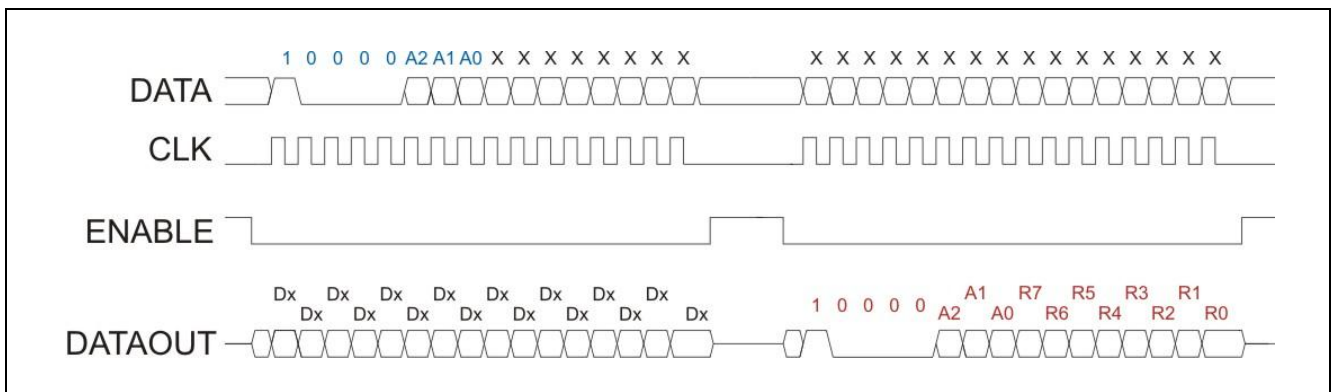 1 0 0 0 0 A2 A1 A0 X X X X X X X X X X X X X X X X X X X X X X X X
DATA
CLK
ENABLE
Dx Dx Dx Dx Dx Dx Dx Dx A1 R7 R5 R3 R1
1 0 0 0 0
Dx Dx Dx Dx Dx Dx Dx Dx A2 A0 R6 R4 R2 R0
DATAOUT